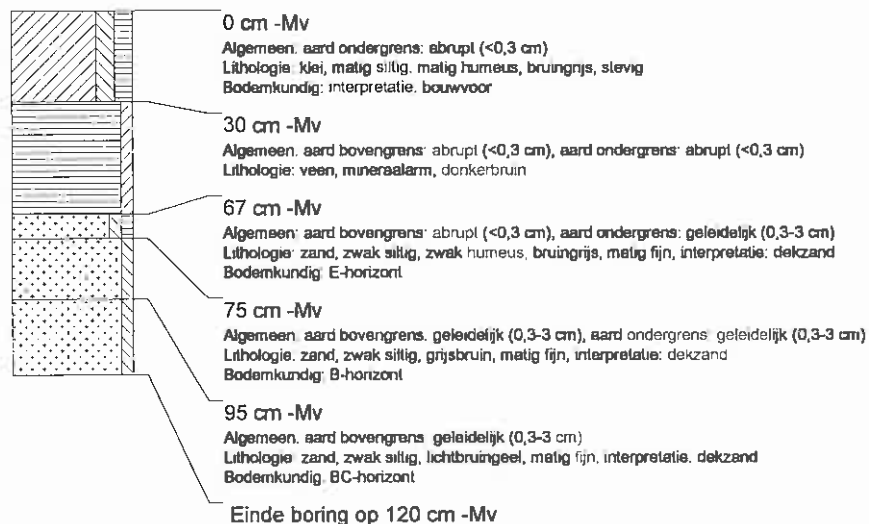 0 cm -Mv
Algemeen: aard ondergrens: abrupt (<0,3 cm)
Lithologie: klei, matig siltig, matig humeus, bruingrijs, stevig
Bodemkundig: interpretatie: bouwvoor
30 cm -Mv
Algemeen: aard bovengrens: abrupt (<0,3 cm), aard ondergrens: abrupt (<0,3 cm)
Lithologie: veen, mineraalarm, donkerbruin
67 cm -Mv
Algemeen: aard bovengrens: abrupt (<0,3 cm), aard ondergrens: geleidelijk (0,3-3 cm)
Lithologie: zand, zwak siltig, zwak humeus, bruingrijs, matig fijn, interpretatie: dekzand
Bodemkundig: E-horizont
75 cm -Mv
Algemeen: aard bovengrens: geleidelijk (0,3-3 cm), aard ondergrens: geleidelijk (0,3-3 cm)
Lithologie: zand, zwak siltig, grijsbruin, matig fijn, interpretatie: dekzand
Bodemkundig: B-horizont
95 cm -Mv
Algemeen: aard bovengrens: geleidelijk (0,3-3 cm)
Lithologie: zand, zwak siltig, lichtbruingeel, matig fijn, interpretatie: dekzand
Bodemkundig: BC-horizont
Einde boring op 120 cm -Mv